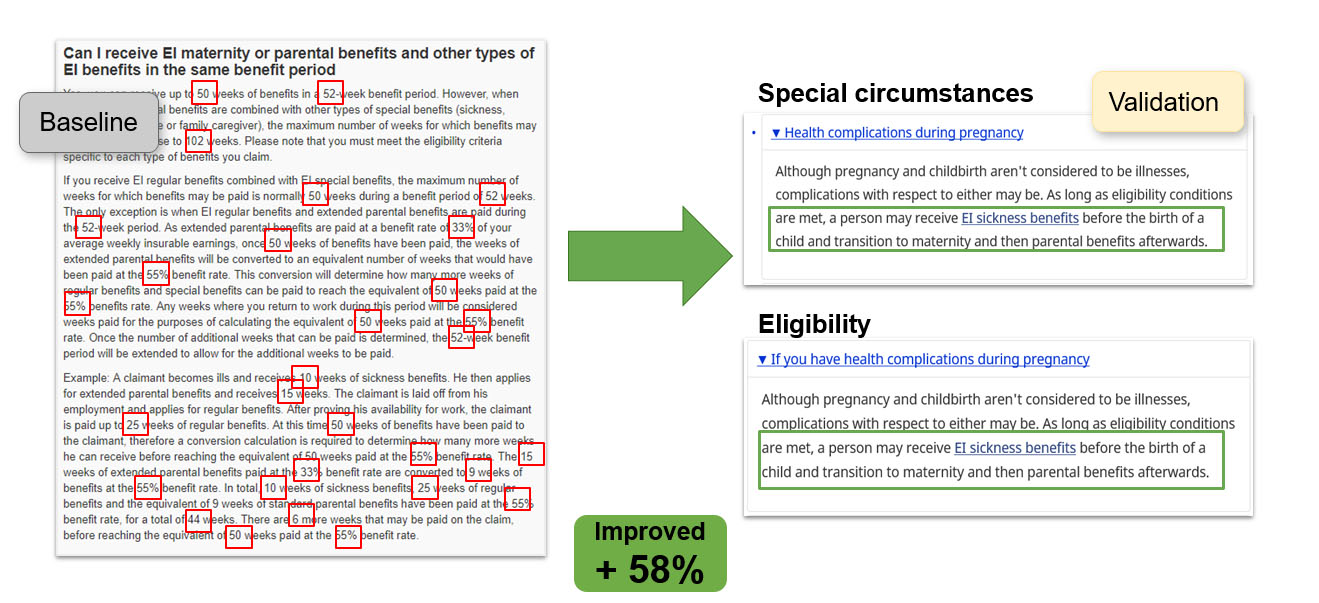 Can I receive EI maternity or parental benefits and other types of
EI benefits in the same benefit period
up to 50 weeks of benefits in a 52-week benefit period. However, when
benefits are combined with other types of special benefits (sickness,
or family caregiver), the maximum number of weeks for which benefits may
to 102 weeks. Please note that you must meet the eligibility criteria
specific to each type of benefits you claim.
Baseline
If you receive EI regular benefits combined with EI special benefits, the maximum number of
weeks for which benefits may be paid is normally 50 weeks during a benefit period of 52 weeks.
The only exception is when EI regular benefits and extended parental benefits are paid during
the 52-week period. As extended parental benefits are paid at a benefit rate of 33% of your
average weekly insurable earnings, once 50 weeks of benefits have been paid, the weeks of
extended parental benefits will be converted to an equivalent number of weeks that would have
been paid at the 55% benefit rate. This conversion will determine how many more weeks of
regular benefits and special benefits can be paid to reach the equivalent of 50 weeks paid at the
55% benefits rate. Any weeks where you return to work during this period will be considered
weeks paid for the purposes of calculating the equivalent of 50 weeks paid at the 55% benefit
rate. Once the number of additional weeks that can be paid is determined, the 52-week benefit
period will be extended to allow for the additional weeks to be paid.
Example: A claimant becomes ills and receives 10 weeks of sickness benefits. He then applies
for extended parental benefits and receives 15 weeks. The claimant is laid off from his
employment and applies for regular benefits. After proving his availability for work, the claimant
is paid up to 25 weeks of regular benefits. At this time 50 weeks of benefits have been paid to
the claimant, therefore a conversion calculation is required to determine how many more weeks
he can receive before reaching the equivalent of 50 weeks paid at the 55% benefit rate. The 15
weeks of extended parental benefits paid at the 33% benefit rate are converted to 9 weeks of
benefits at the 55% benefit rate. In total, 10 weeks of sickness benefits, 25 weeks of regular
benefits and the equivalent of 9 weeks of standard parental benefits have been paid at the 55%
benefit rate, for a total of 44 weeks. There are 6 more weeks that may be paid on the claim,
before reaching the equivalent of 50 weeks paid at the 55% benefit rate.
Improved
+ 58%
Validation
Special circumstances
▼ Health complications during pregnancy
Although pregnancy and childbirth aren't considered to be illnesses,
complications with respect to either may be. As long as eligibility conditions
are met, a person may receive EI sickness benefits before the birth of a
child and transition to maternity and then parental benefits afterwards.
Eligibility
▼ If you have health complications during pregnancy
Although pregnancy and childbirth aren't considered to be illnesses,
complications with respect to either may be. As long as eligibility conditions
are met, a person may receive EI sickness benefits before the birth of a
child and transition to maternity and then parental benefits afterwards.